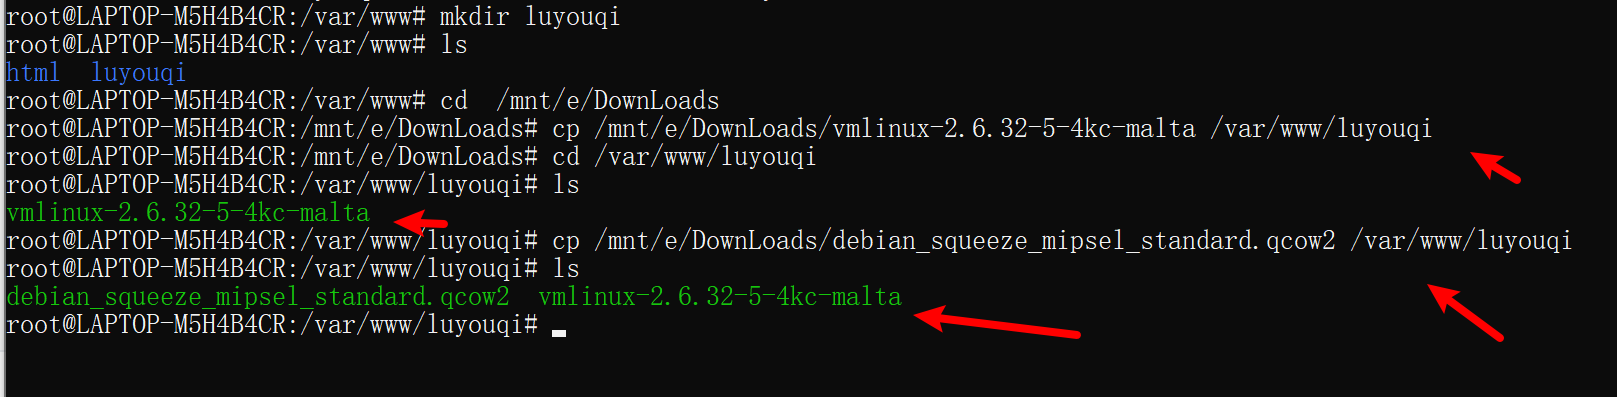 root@LAPTOP-M5H4B4CR:/var/www# mkdir luyouqi
root@LAPTOP-M5H4B4CR:/var/www# ls
html  luyouqi
root@LAPTOP-M5H4B4CR:/var/www# cd  /mnt/e/DownLoads
root@LAPTOP-M5H4B4CR:/mnt/e/DownLoads# cp /mnt/e/DownLoads/vmlinux-2.6.32-5-4kc-malta /var/www/luyouqi
root@LAPTOP-M5H4B4CR:/mnt/e/DownLoads# cd /var/www/luyouqi
root@LAPTOP-M5H4B4CR:/var/www/luyouqi# ls
vmlinux-2.6.32-5-4kc-malta
root@LAPTOP-M5H4B4CR:/var/www/luyouqi# cp /mnt/e/DownLoads/debian_squeeze_mipsel_standard.qcow2 /var/www/luyouqi
root@LAPTOP-M5H4B4CR:/var/www/luyouqi# ls
debian_squeeze_mipsel_standard.qcow2  vmlinux-2.6.32-5-4kc-malta
root@LAPTOP-M5H4B4CR:/var/www/luyouqi#